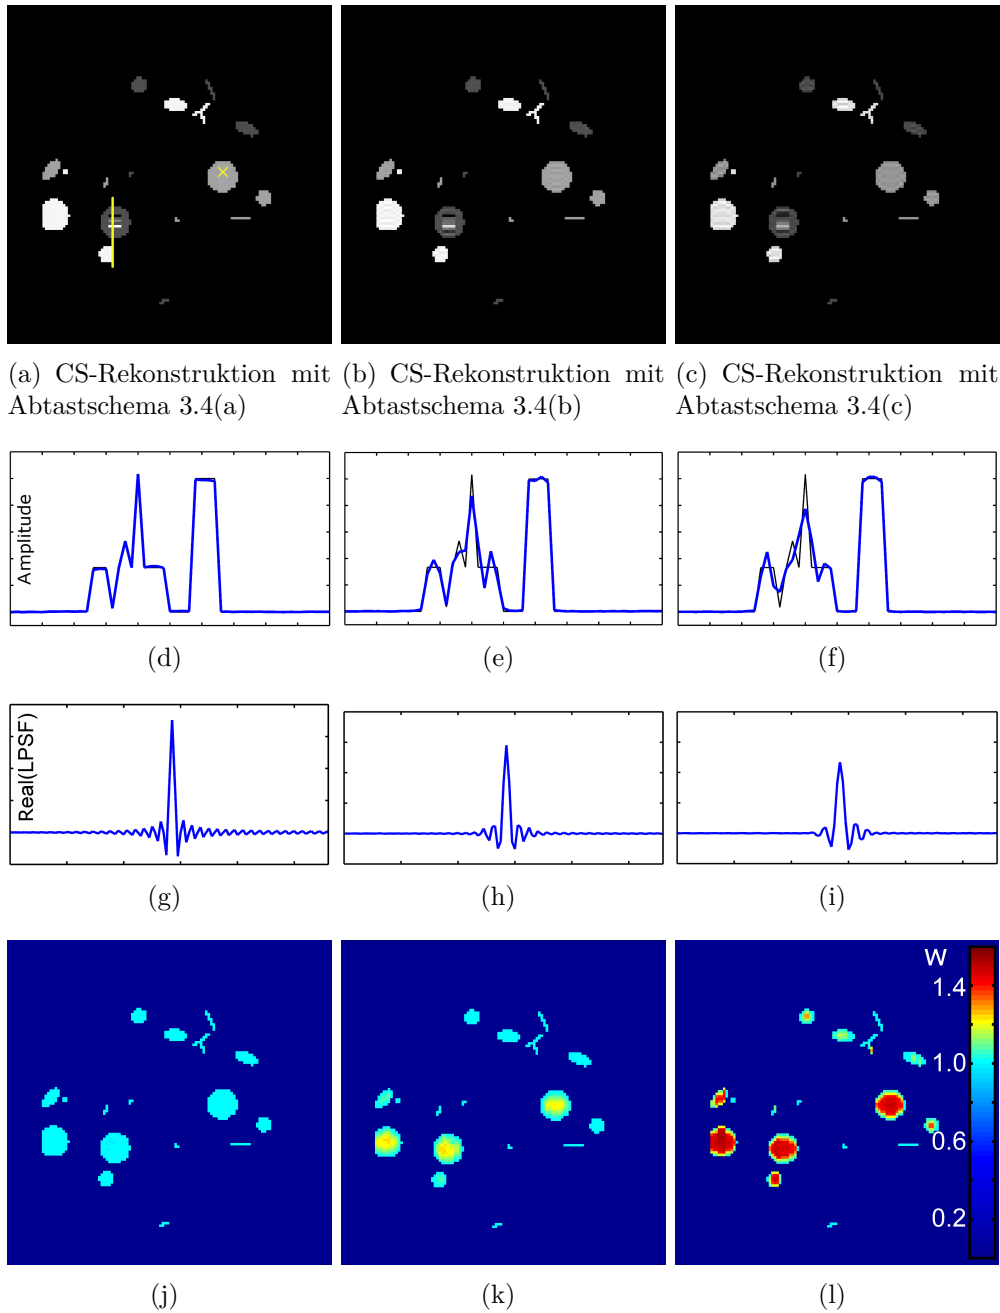 (a) CS-Rekonstruktion mit
Abtastschema 3.4(a)
(b) CS-Rekonstruktion mit
Abtastschema 3.4(b)
(c) CS-Rekonstruktion mit
Abtastschema 3.4(c)
Amplitude
(d)
(e)
(f)
Real(LPSF)
(g)
(h)
(i)
W
1.4
1.0
0.6
0.2
(j)
(k)
(l)